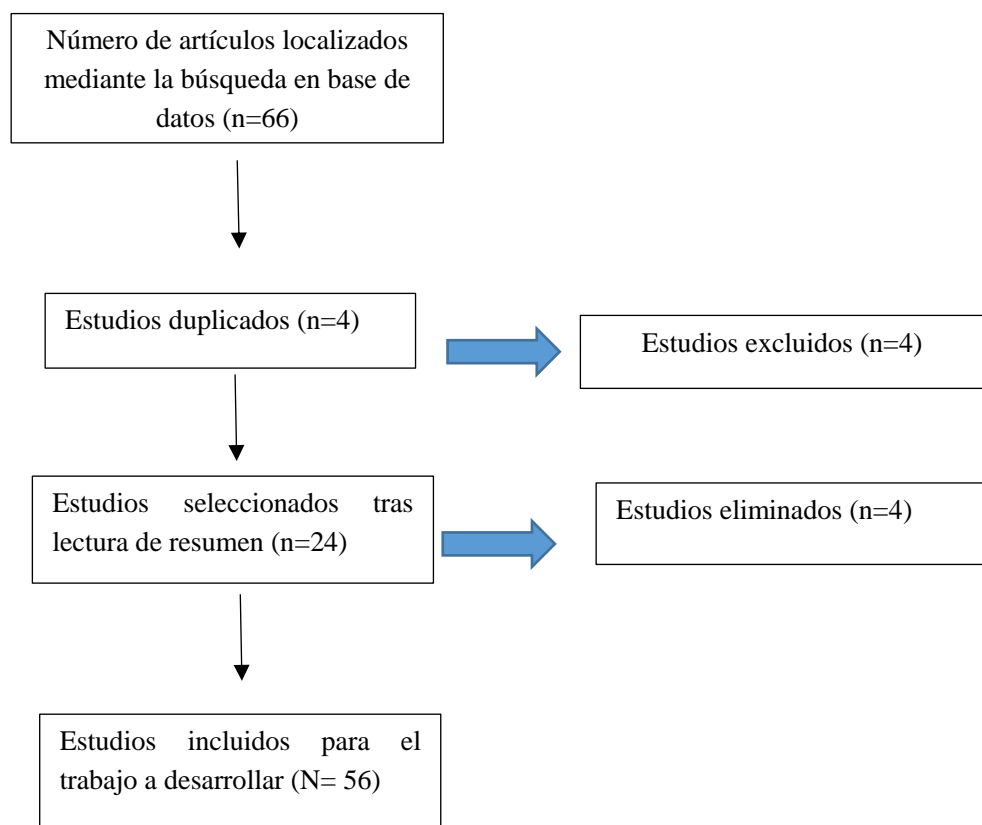 Número de artículos localizados
mediante la búsqueda en base de
datos (n=66)
Estudios duplicados (n=4)
Estudios excluidos (n=4)
Estudios seleccionados tras
lectura de resumen (n=24)
Estudios eliminados (n=4)
Estudios incluidos para el
trabajo a desarrollar (N= 56)